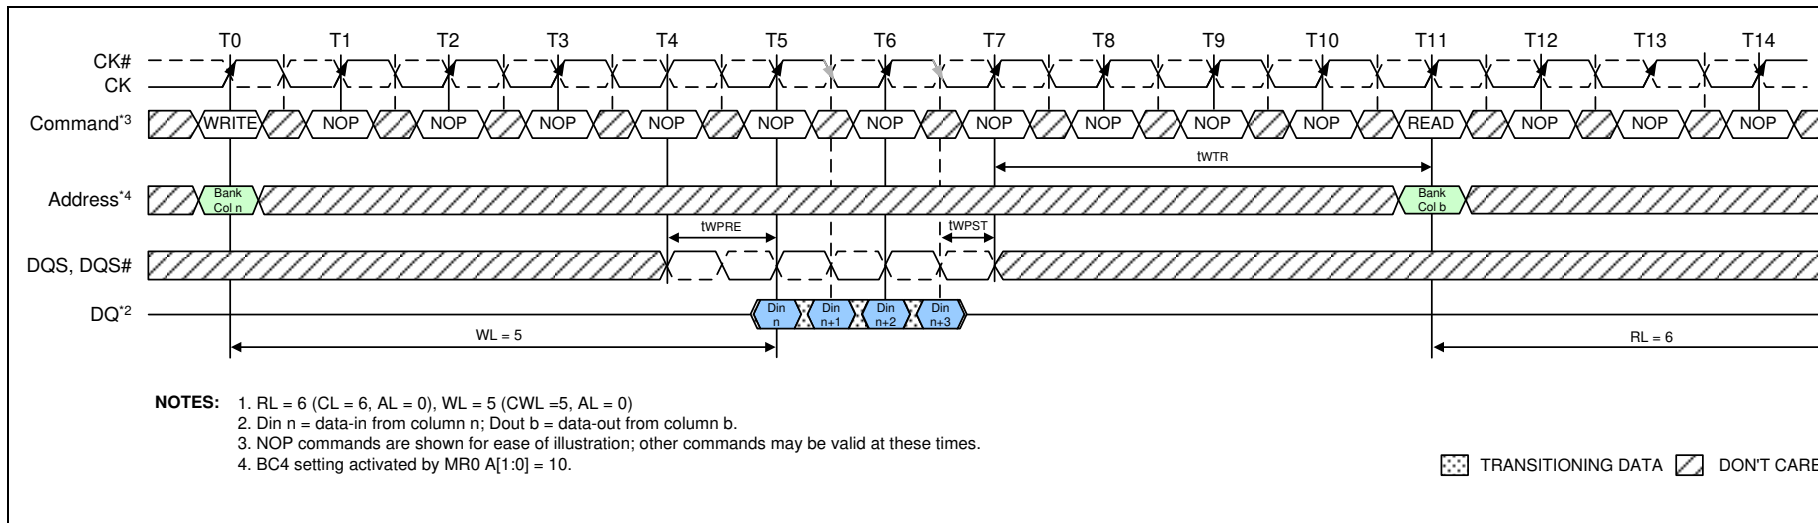 T0 T1 T2 T3 T4 T5 T6 T7 T8 T9 T10 T11 T12 T13 T14
CK#
CK
Command*3 WRITE NOP NOP NOP NOP NOP NOP NOP NOP NOP NOP READ NOP NOP NOP
tWTR
Address*4 Bank Col n Bank Col b
tWPRE tWPST
DQS, DQS#
DQ*2 Din n Din n+1 Din n+2 Din n+3
WL = 5 RL = 6
NOTES: 1. RL = 6 (CL = 6, AL = 0), WL = 5 (CWL =5, AL = 0)
2. Din n = data-in from column n; Dout b = data-out from column b.
3. NOP commands are shown for ease of illustration; other commands may be valid at these times.
4. BC4 setting activated by MR0 A[1:0] = 10.
TRANSITIONING DATA DON'T CARE